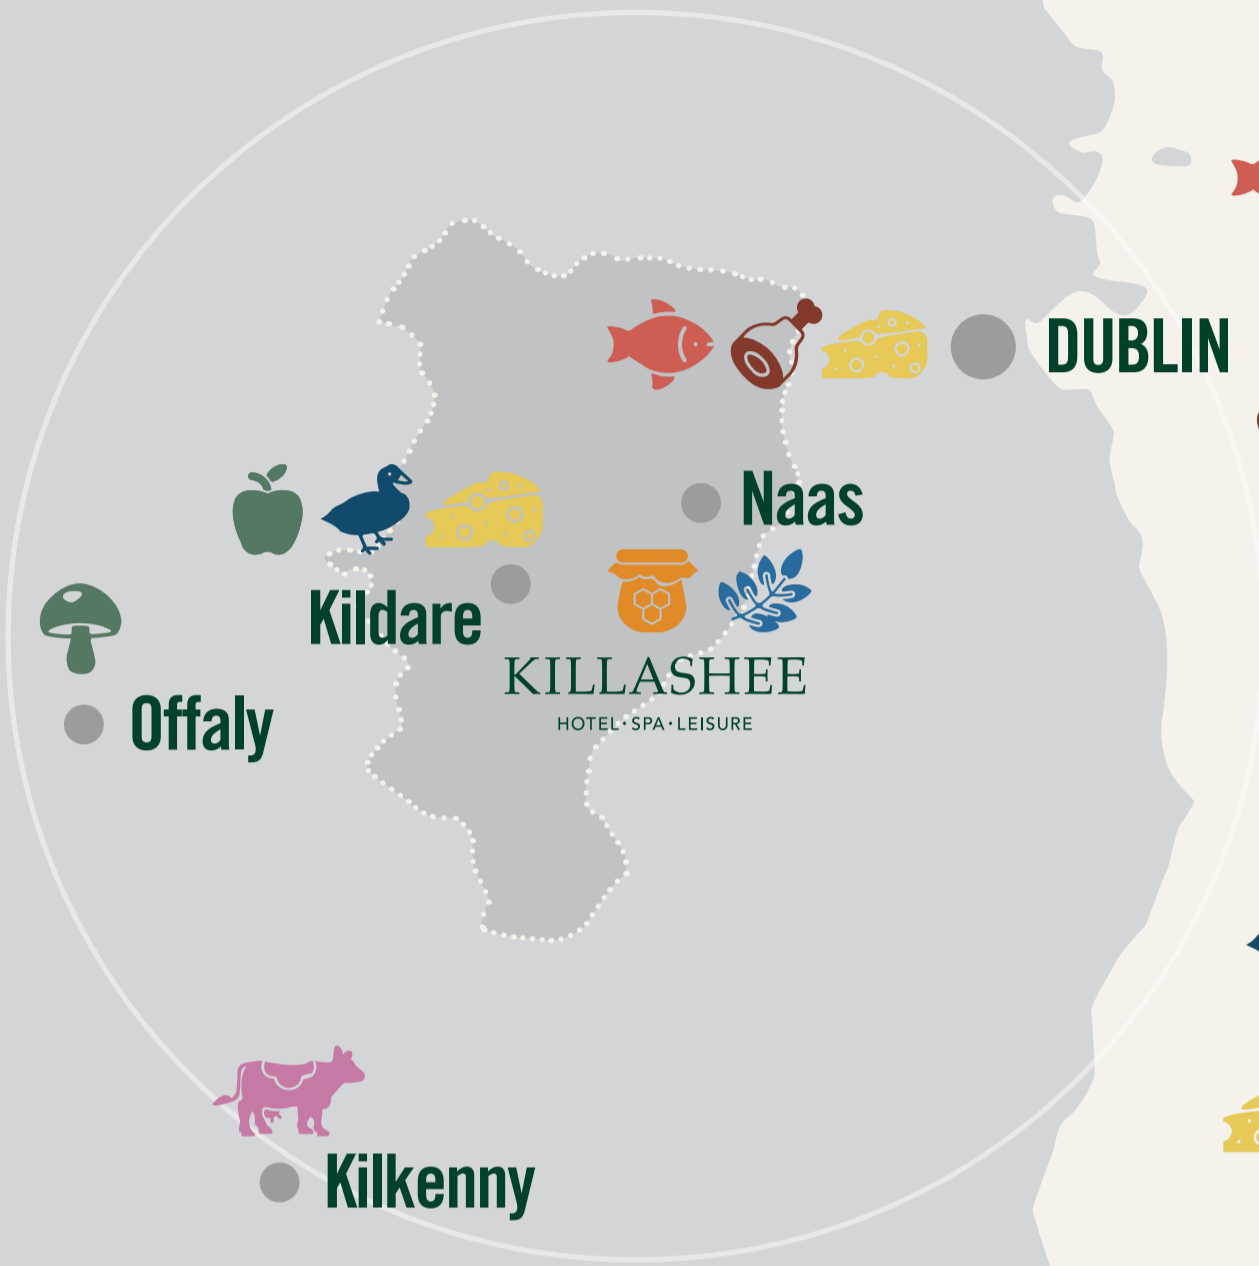 DUBLIN
Naas
Kildare
KILLASHEE
HOTEL·SPA·LEISURE
Offaly
Kilkenny